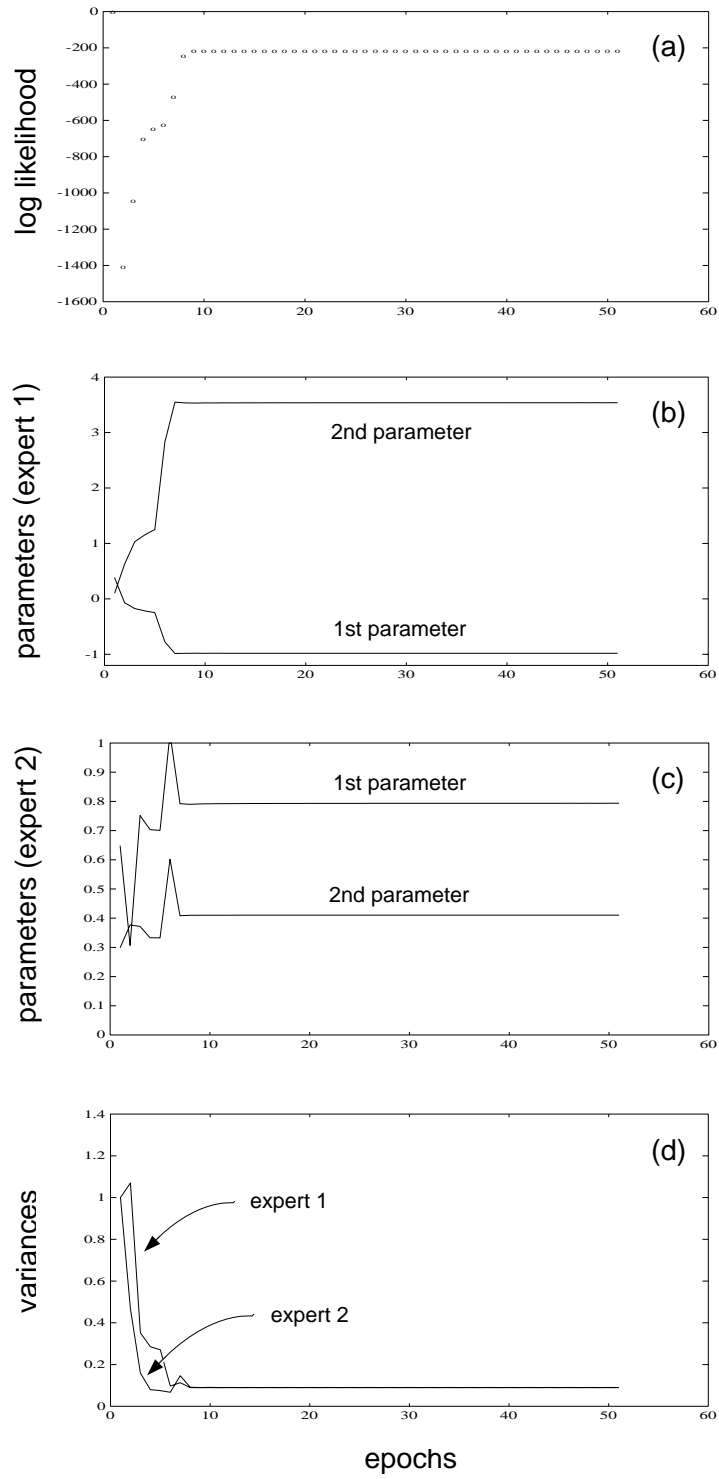 0
-200
-400
-600
-800
-1000
-1200
-1400
-1600
0 10 20 30 40 50 60
log likelihood
(a)
4
3
2
1
0
-1
0 10 20 30 40 50 60
parameters (expert 1)
(b)
2nd parameter
1st parameter
1
0.9
0.8
0.7
0.6
0.5
0.4
0.3
0.2
0.1
0
0 10 20 30 40 50 60
parameters (expert 2)
(c)
1st parameter
2nd parameter
1.4
1.2
1
0.8
0.6
0.4
0.2
0
0 10 20 30 40 50 60
variances
(d)
expert 1
expert 2
epochs